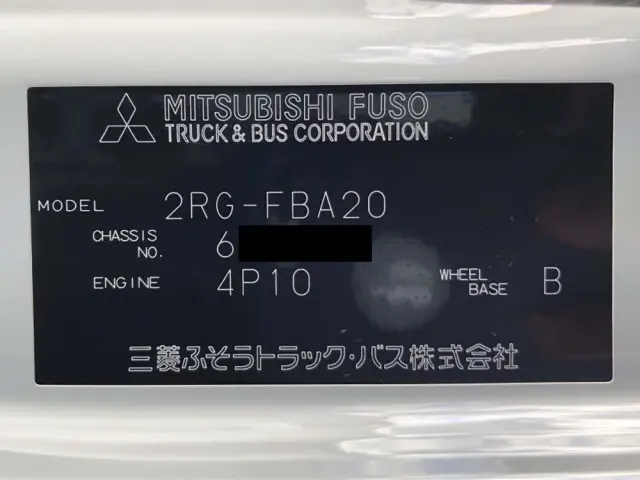 MITSUBISHI FUSO
TRUCK & BUS CORPORATION
MODEL 2RG-FBA20
CHASSIS NO. 6
ENGINE 4P10 WHEEL BASE B
三菱ふそうトラック・バス株式会社